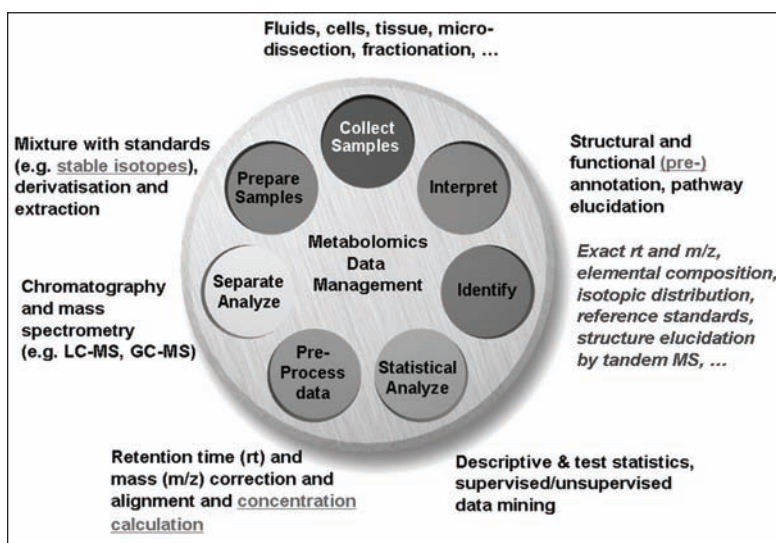 Fluids, cells, tissue, micro-
dissection, fractionation, ...
Collect
Samples
Mixture with standards
(e.g. stable isotopes),
derivatisation and
extraction
Prepare
Samples
Interpret
Structural and
functional (pre-)
annotation, pathway
elucidation
Metabolomics
Data
Management
Chromatography
and mass
spectrometry
(e.g. LC-MS, GC-MS)
Separate
Analyze
Identify
Exact rt and m/z,
elemental composition,
isotopic distribution,
reference standards,
structure elucidation
by tandem MS, ...
Pre-
Process
data
Statistical
Analyze
Retention time (rt) and
mass (m/z) correction and
alignment and concentration
calculation
Descriptive & test statistics,
supervised/unsupervised
data mining